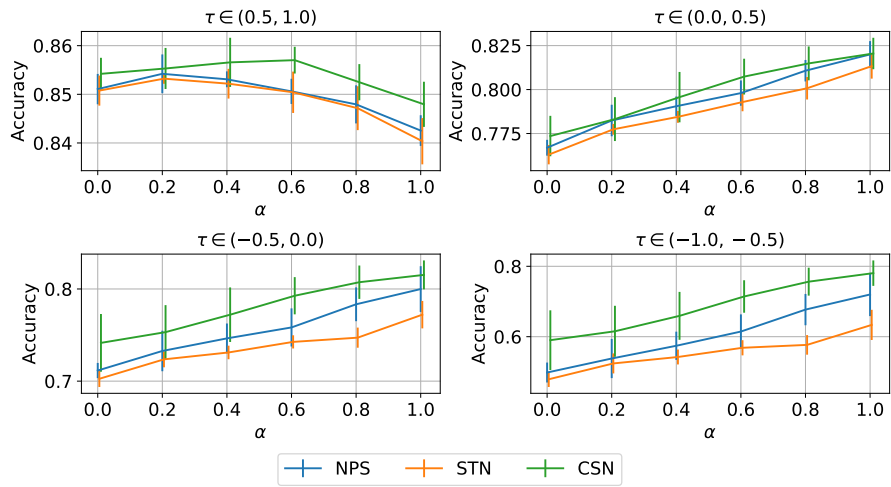 τ ∈ (0.5, 1.0)
Accuracy
0.86
0.85
0.84
0.0 0.2 0.4 0.6 0.8 1.0
α
τ ∈ (0.0, 0.5)
Accuracy
0.825
0.800
0.775
0.0 0.2 0.4 0.6 0.8 1.0
α
τ ∈ (−0.5, 0.0)
Accuracy
0.8
0.7
0.0 0.2 0.4 0.6 0.8 1.0
α
τ ∈ (−1.0, −0.5)
Accuracy
0.8
0.6
0.0 0.2 0.4 0.6 0.8 1.0
α
NPS STN CSN